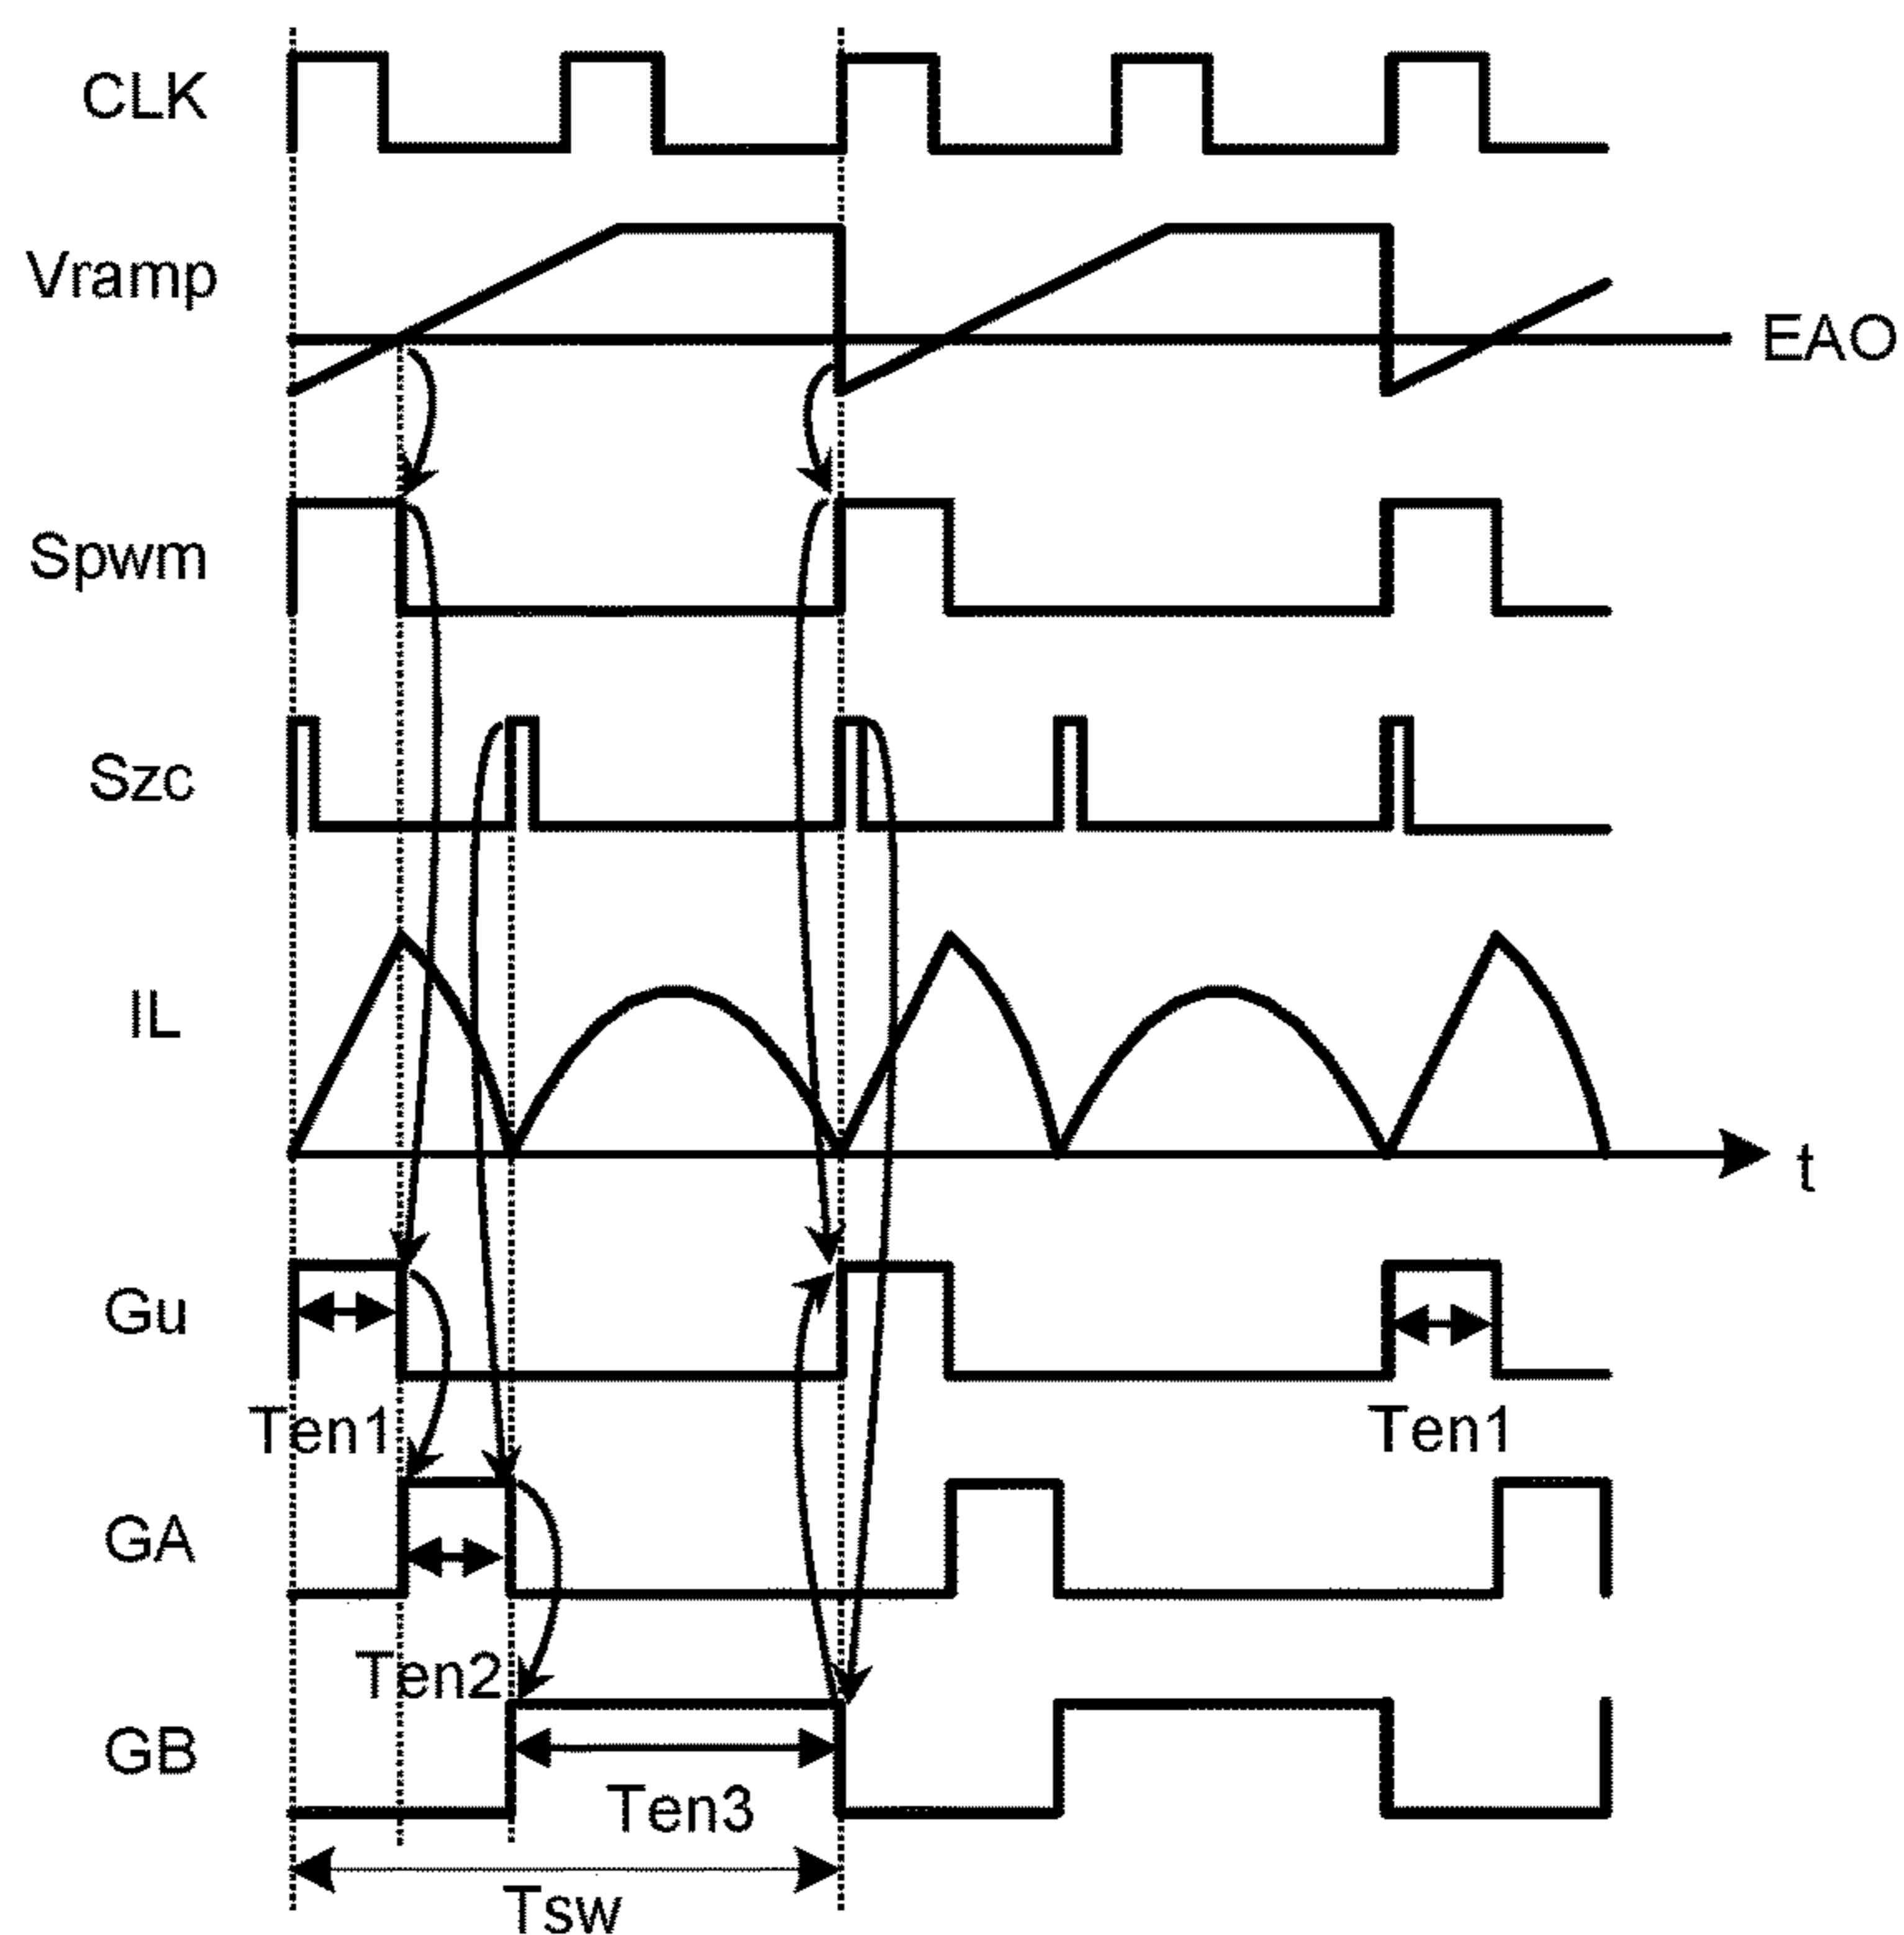 CLK
Vramp
EAO
Spwm
Szc
IL
t
Gu
Ten1
Ten1
GA
Ten2
GB
Ten3
Tsw